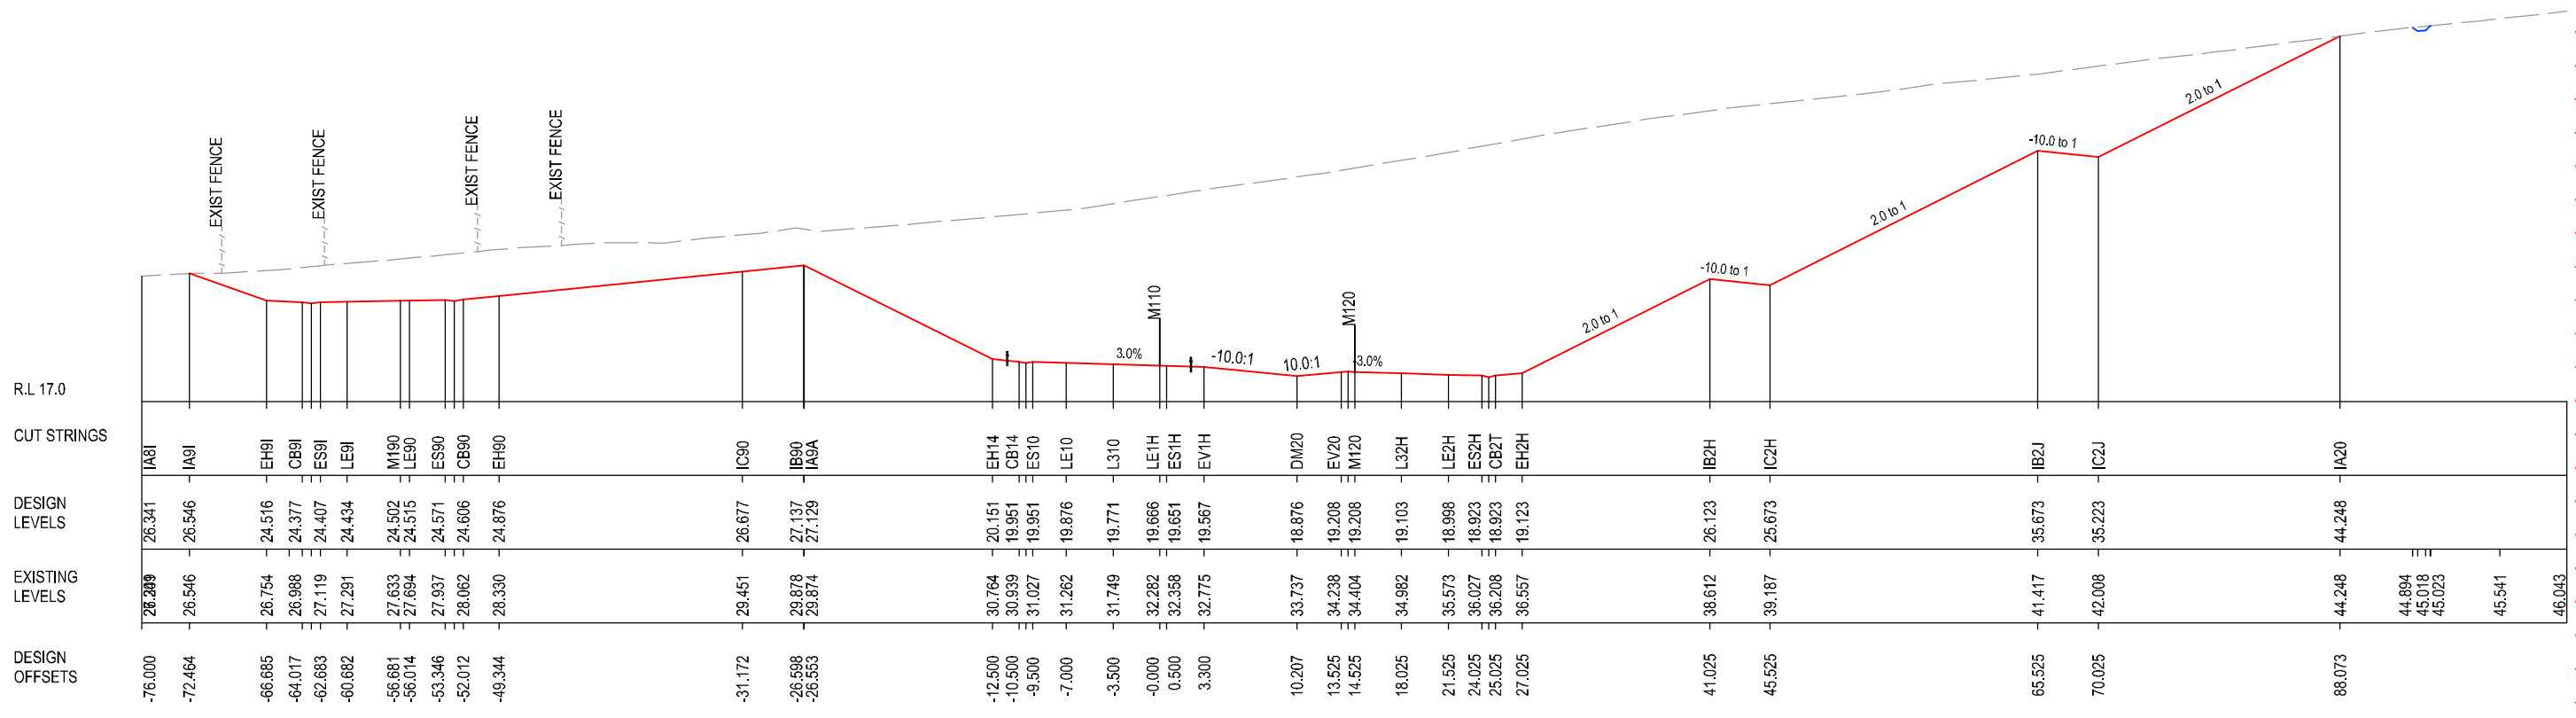 EXIST FENCE
EXIST FENCE
EXIST FENCE
EXIST FENCE
3.0%
M110
-10.0:1
10.0:1
M120
-3.0%
2.0 to 1
-10.0 to 1
2.0 to 1
-10.0 to 1
2.0 to 1
R.L 17.0
CUT STRINGS
IA8I
IA9I
EH9I
CB9I
ES9I
LE9I
M190
LE90
ES90
CB90
EH90
IC90
IB90
IA9A
EH14
CB14
ES10
LE10
L310
LE1H
ES1H
EV1H
DM20
EV20
M120
L32H
LE2H
ES2H
CB2T
EH2H
IB2H
IC2H
IB2J
IC2J
IA20
DESIGN
LEVELS
26.341
26.546
24.516
24.377
24.407
24.434
24.502
24.515
24.571
24.606
24.876
26.677
27.137
27.129
20.151
19.951
19.951
19.876
19.771
19.666
19.651
19.567
18.876
19.208
19.208
19.103
18.998
18.923
18.923
19.123
26.123
25.673
35.673
35.223
44.248
EXISTING
LEVELS
26.546
26.754
26.988
27.119
27.291
27.633
27.694
27.937
28.062
28.330
29.451
29.878
29.874
30.764
30.939
31.027
31.262
31.749
32.282
32.358
32.775
33.737
34.238
34.404
34.982
35.573
36.027
36.208
36.557
38.612
39.187
41.417
42.008
44.248
44.894
45.018
45.023
45.541
46.043
DESIGN
OFFSETS
-76.000
-72.464
-66.685
-64.017
-62.683
-60.682
-56.681
-56.014
-53.346
-52.012
-49.344
-31.172
-26.598
-26.553
-12.500
-10.500
-9.500
-7.000
-3.500
-0.000
0.500
3.300
10.207
13.525
14.525
18.025
21.525
24.025
25.025
27.025
41.025
45.525
65.525
70.025
88.073